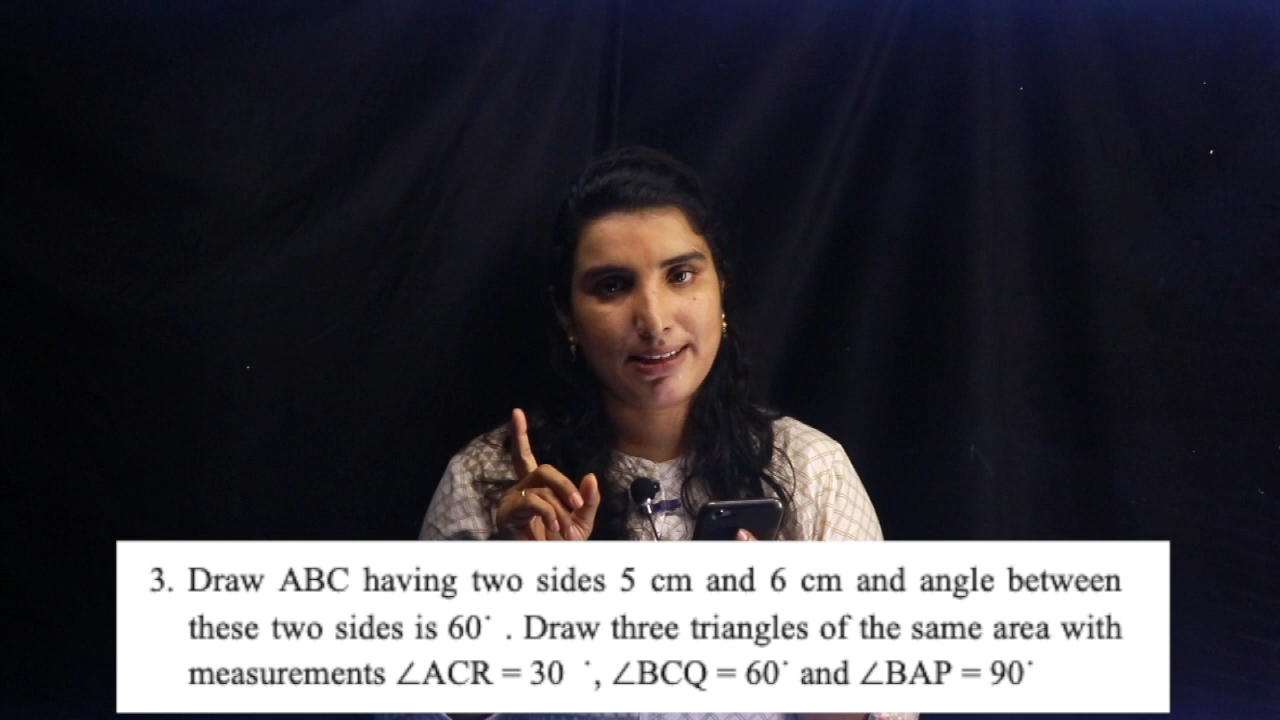 3. Draw ABC having two sides 5 cm and 6 cm and angle between
these two sides is 60˙ . Draw three triangles of the same area with
measurements ∠ACR = 30 ˙, ∠BCQ = 60˙ and ∠BAP = 90˙